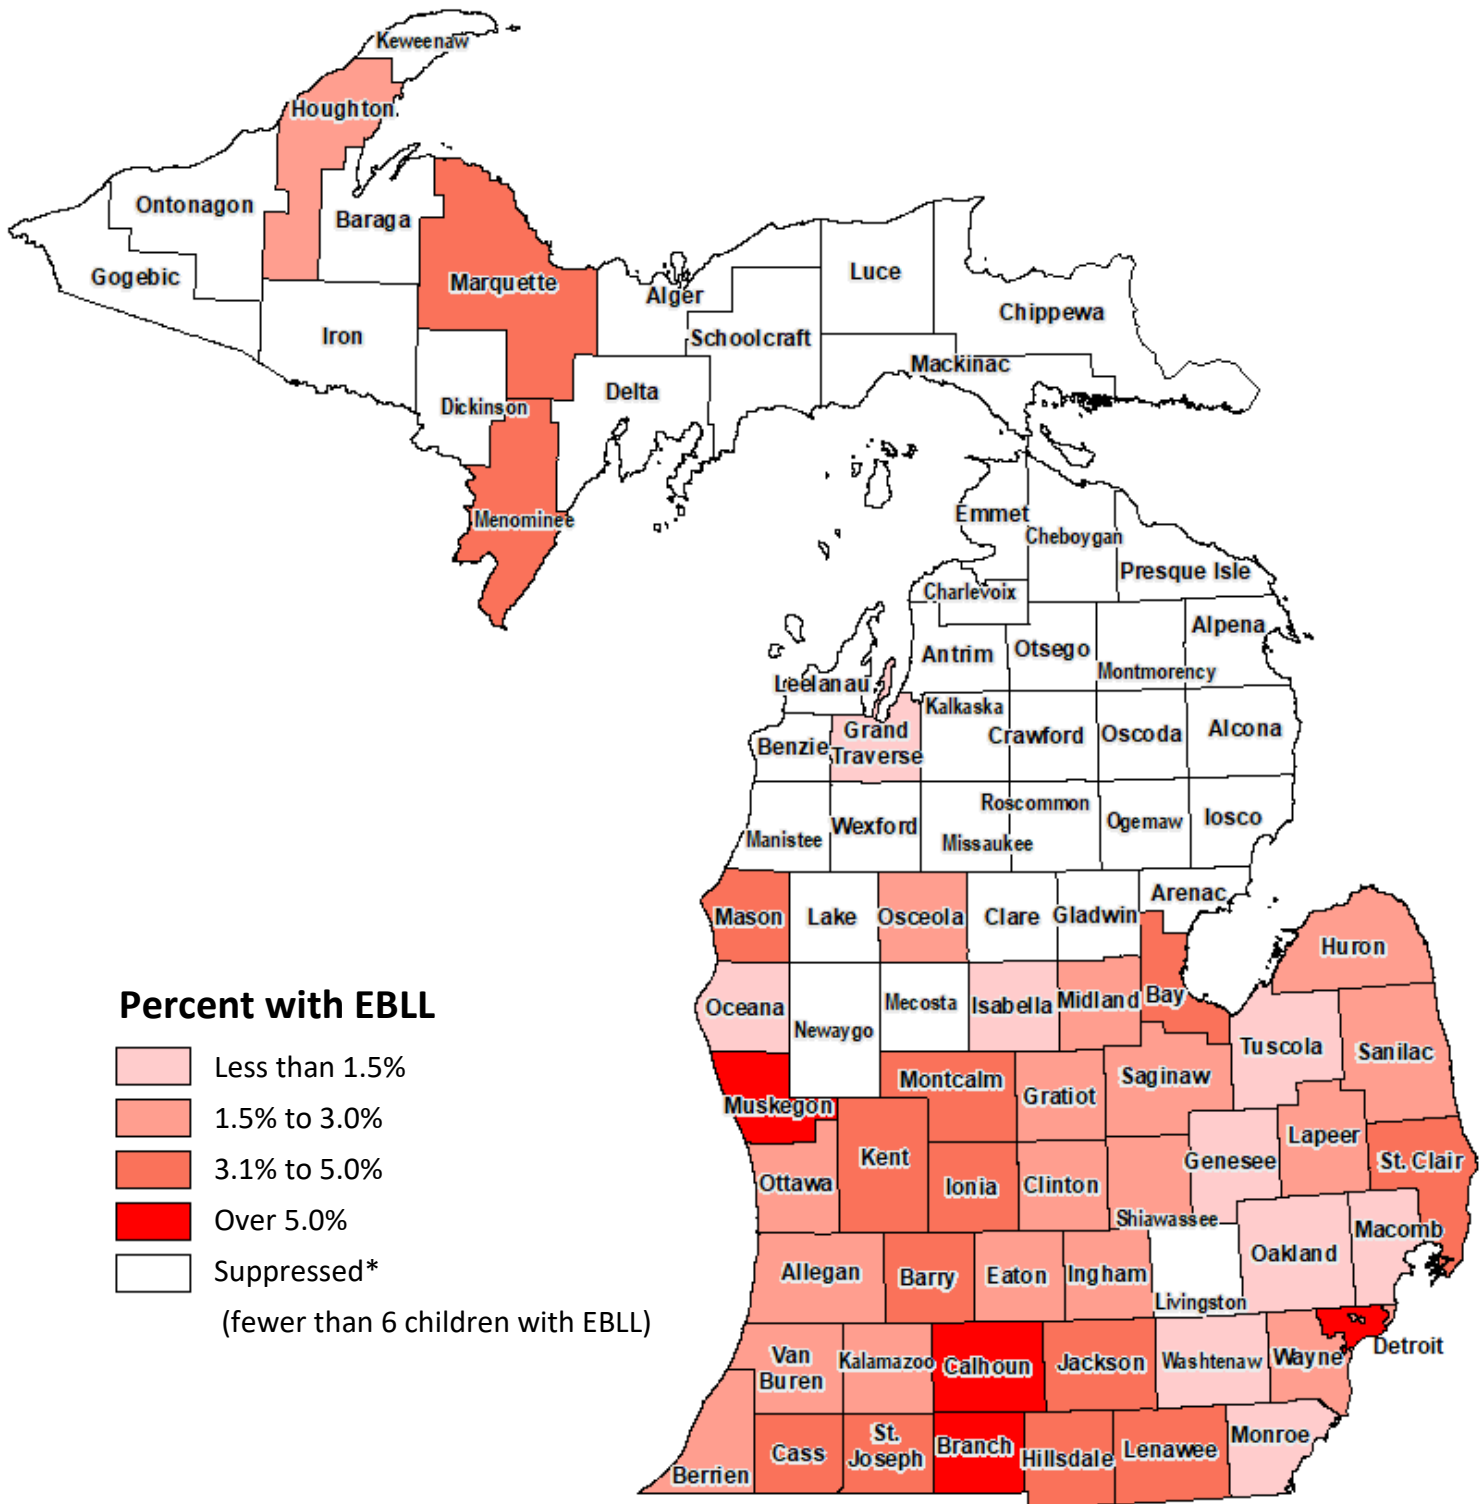 Keweenaw
Houghton
Ontonagon
Baraga
Gogebic
Marquette
Iron
Alger
Luce
Chippewa
Schoolcraft
Mackinac
Dickinson
Delta
Menominee
Emmet
Cheboygan
Presque Isle
Charlevoix
Alpena
Antrim
Otsego
Montmorency
Leelanau
Kalkaska
Grand
Traverse
Benzie
Crawford
Oscoda
Alcona
Manistee
Wexford
Missaukee
Roscommon
Ogemaw
Iosco
Mason
Lake
Osceola
Clare
Gladwin
Arenac
Huron
Oceana
Newaygo
Mecosta
Isabella
Midland
Bay
Tuscola
Sanilac
Muskegon
Montcalm
Gratiot
Saginaw
Lapeer
St. Clair
Ottawa
Kent
Ionia
Clinton
Shiawassee
Genesee
Oakland
Macomb
Allegan
Barry
Eaton
Ingham
Livingston
Detroit
Van
Buren
Kalamazoo
Calhoun
Jackson
Washtenaw
Wayne
Berrien
Cass
St.
Joseph
Branch
Hillsdale
Lenawee
Monroe
Percent with EBLL
Less than 1.5%
1.5% to 3.0%
3.1% to 5.0%
Over 5.0%
Suppressed*
(fewer than 6 children with EBLL)